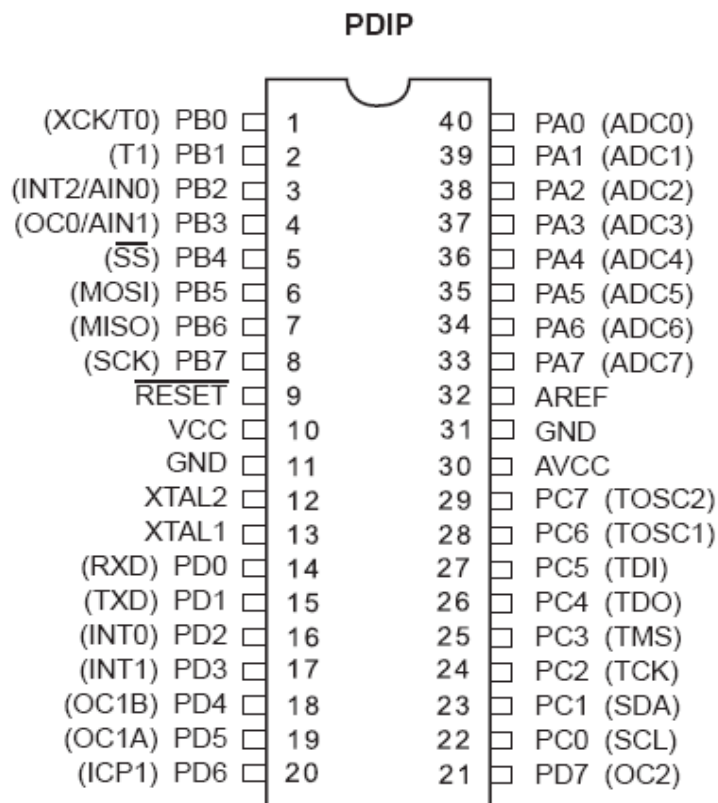 PDIP
(XCK/T0) PB0 1 40 PA0 (ADC0)
(T1) PB1 2 39 PA1 (ADC1)
(INT2/AIN0) PB2 3 38 PA2 (ADC2)
(OC0/AIN1) PB3 4 37 PA3 (ADC3)
(S̅S̅) PB4 5 36 PA4 (ADC4)
(MOSI) PB5 6 35 PA5 (ADC5)
(MISO) PB6 7 34 PA6 (ADC6)
(SCK) PB7 8 33 PA7 (ADC7)
R̅E̅S̅E̅T̅ 9 32 AREF
VCC 10 31 GND
GND 11 30 AVCC
XTAL2 12 29 PC7 (TOSC2)
XTAL1 13 28 PC6 (TOSC1)
(RXD) PD0 14 27 PC5 (TDI)
(TXD) PD1 15 26 PC4 (TDO)
(INT0) PD2 16 25 PC3 (TMS)
(INT1) PD3 17 24 PC2 (TCK)
(OC1B) PD4 18 23 PC1 (SDA)
(OC1A) PD5 19 22 PC0 (SCL)
(ICP1) PD6 20 21 PD7 (OC2)